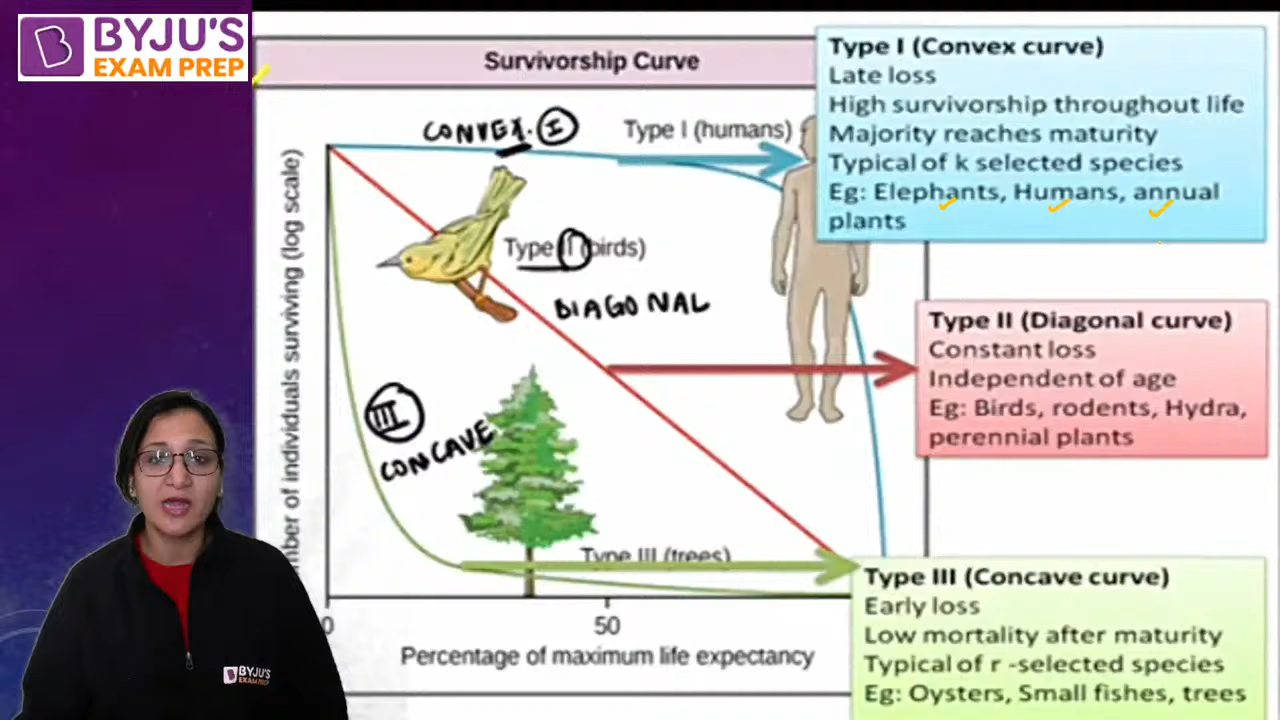 BYJU'S
EXAM PREP
Survivorship Curve
CONVEX. I
Type I (humans)
Type II (birds)
DIAGONAL
III
CONCAVE
Type III (trees)
of individuals surviving (log scale)
0
50
Percentage of maximum life expectancy
Type I (Convex curve)
Late loss
High survivorship throughout life
Majority reaches maturity
Typical of k selected species
Eg: Elephants, Humans, annual
plants
Type II (Diagonal curve)
Constant loss
Independent of age
Eg: Birds, rodents, Hydra,
perennial plants
Type III (Concave curve)
Early loss
Low mortality after maturity
Typical of r -selected species
Eg: Oysters, Small fishes, trees
BYJU'S
EXAM PREP